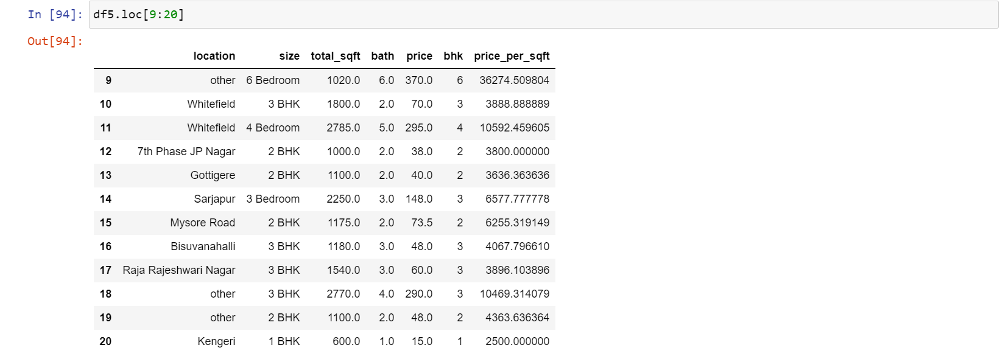 In [94]: df5.loc[9:20]
Out[94]:
location size total_sqft bath price bhk price_per_sqft
9 other 6 Bedroom 1020.0 6.0 370.0 6 36274.509804
10 Whitefield 3 BHK 1800.0 2.0 70.0 3 3888.888889
11 Whitefield 4 Bedroom 2785.0 5.0 295.0 4 10592.459605
12 7th Phase JP Nagar 2 BHK 1000.0 2.0 38.0 2 3800.000000
13 Gottigere 2 BHK 1100.0 2.0 40.0 2 3636.363636
14 Sarjapur 3 Bedroom 2250.0 3.0 148.0 3 6577.777778
15 Mysore Road 2 BHK 1175.0 2.0 73.5 2 6255.319149
16 Bisuvanahalli 3 BHK 1180.0 3.0 48.0 3 4067.796610
17 Raja Rajeshwari Nagar 3 BHK 1540.0 3.0 60.0 3 3896.103896
18 other 3 BHK 2770.0 4.0 290.0 3 10469.314079
19 other 2 BHK 1100.0 2.0 48.0 2 4363.636364
20 Kengeri 1 BHK 600.0 1.0 15.0 1 2500.000000